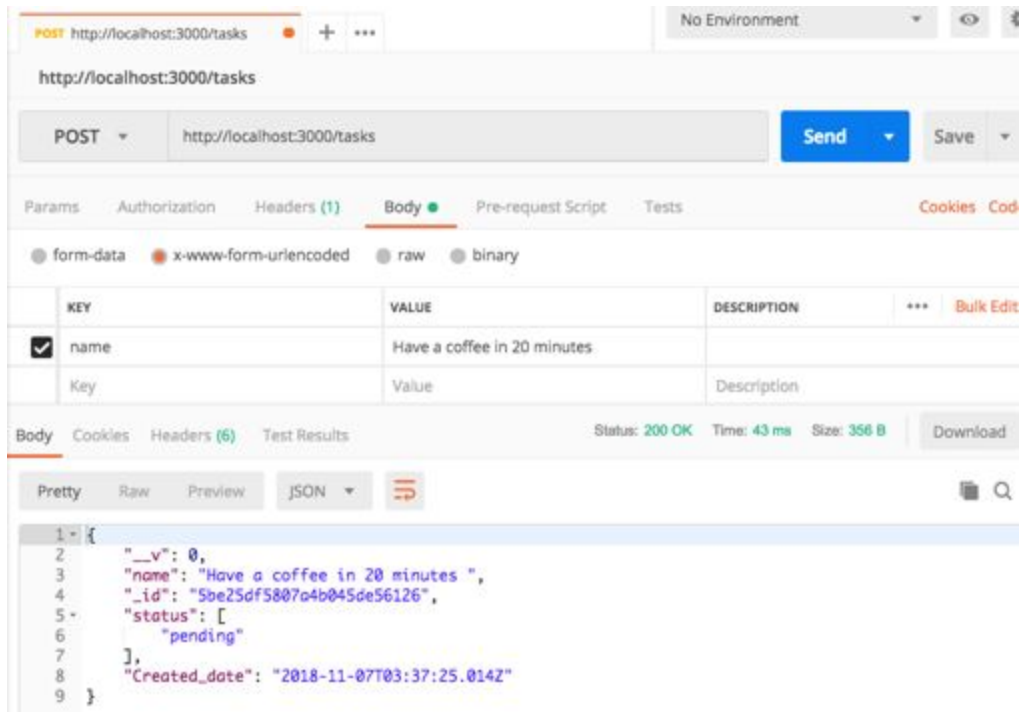 POST http://localhost:3000/tasks + ••• No Environment
http://localhost:3000/tasks
POST http://localhost:3000/tasks Send Save
Params Authorization Headers (1) Body Pre-request Script Tests Cookies Code
form-data x-www-form-urlencoded raw binary
KEY VALUE DESCRIPTION ••• Bulk Edit
name Have a coffee in 20 minutes
Key Value Description
Body Cookies Headers (6) Test Results Status: 200 OK Time: 43 ms Size: 356 B Download
Pretty Raw Preview JSON
1 {
2 "__v": 0,
3 "name": "Have a coffee in 20 minutes ",
4 "_id": "5be25df5807a4b045de56126",
5 "status": [
6 "pending"
7 ],
8 "Created_date": "2018-11-07T03:37:25.014Z"
9 }